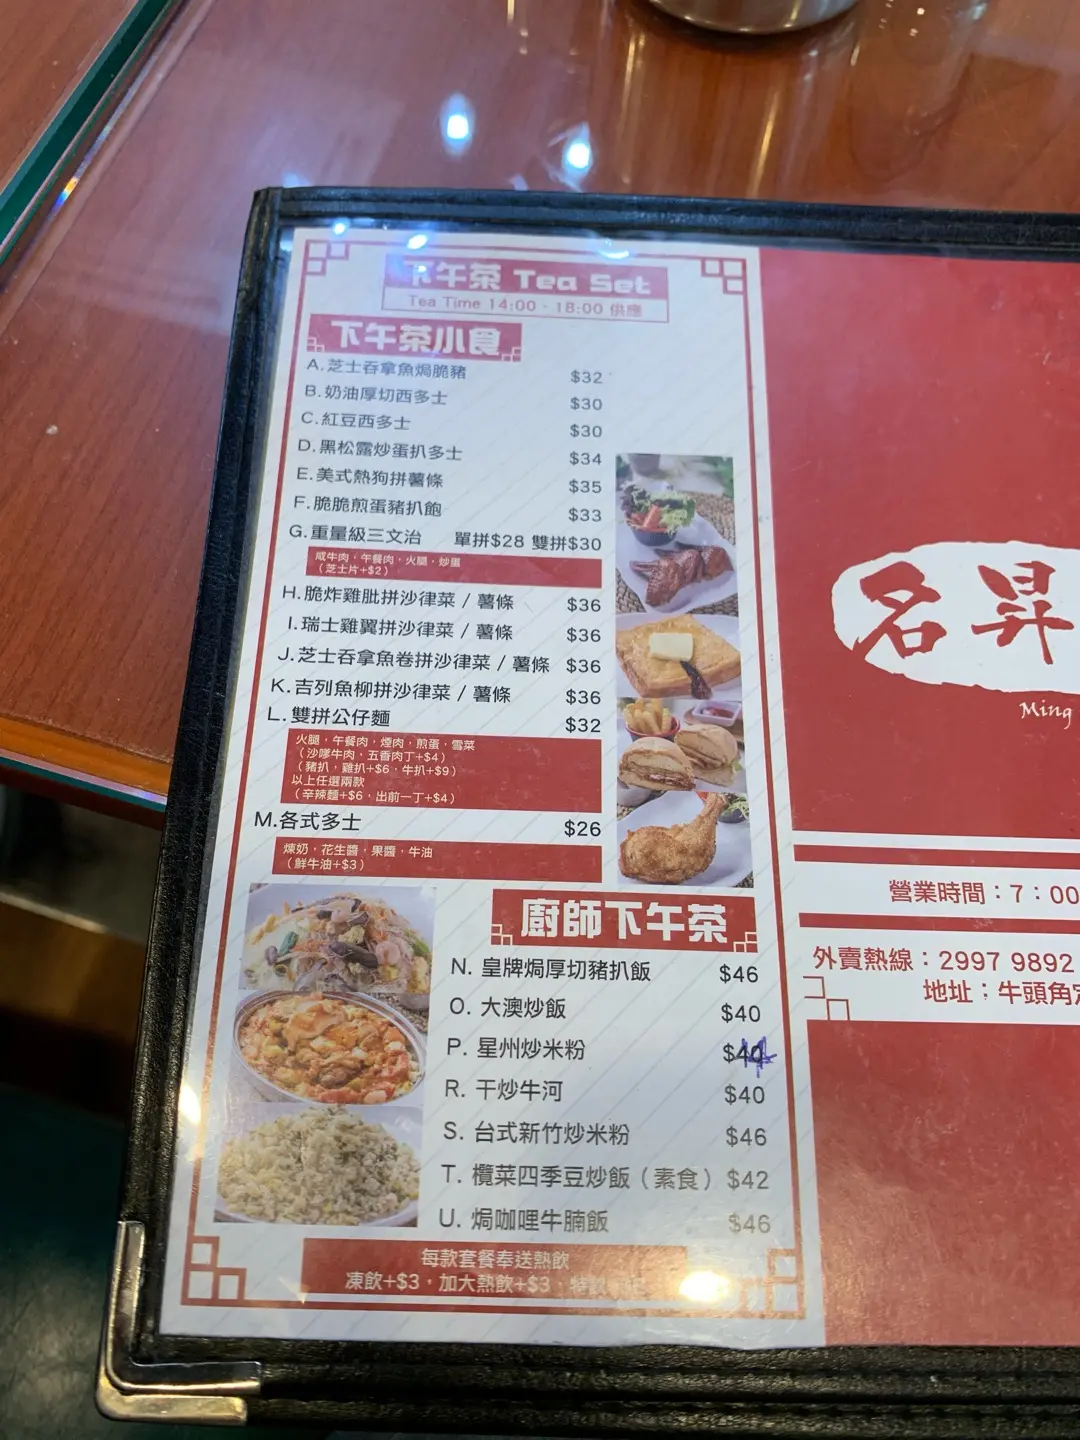 下午茶 Tea Set
Tea Time 14:00 - 18:00 供應
下午茶小食
A.芝士吞拿魚焗脆豬 $32
B.奶油厚切西多士 $30
C.紅豆西多士 $30
D.黑松露炒蛋扒多士 $34
E.美式熱狗拼薯條 $35
F.脆脆煎蛋豬扒飽 $33
G.重量級三文治 單拼$28 雙拼$30
咸牛肉，午餐肉，火腿，炒蛋
（芝士片+$2）
H.脆炸雞肶拼沙律菜 / 薯條 $36
I.瑞士雞翼拼沙律菜 / 薯條 $36
J.芝士吞拿魚卷拼沙律菜 / 薯條 $36
K.吉列魚柳拼沙律菜 / 薯條 $36
L.雙拼公仔麵 $32
火腿，午餐肉，煙肉，煎蛋，雪菜
（沙嗲牛肉，五香肉丁+$4）
（豬扒，雞扒+$6，牛扒+$9）
以上任選兩款
（辛辣麵+$6，出前一丁+$4）
M.各式多士 $26
煉奶，花生醬，果醬，牛油
（鮮牛油+$3）
廚師下午茶
N. 皇牌焗厚切豬扒飯 $46
O. 大澳炒飯 $40
P. 星州炒米粉 $40
R. 干炒牛河 $40
S. 台式新竹炒米粉 $46
T. 欖菜四季豆炒飯（素食） $42
U. 焗咖哩牛腩飯 $46
每款套餐奉送熱飲
凍飲+$3，加大熱飲+$3，特飲
名昇
Ming
營業時間：7：00
外賣熱線：2997 9892
地址：牛頭角